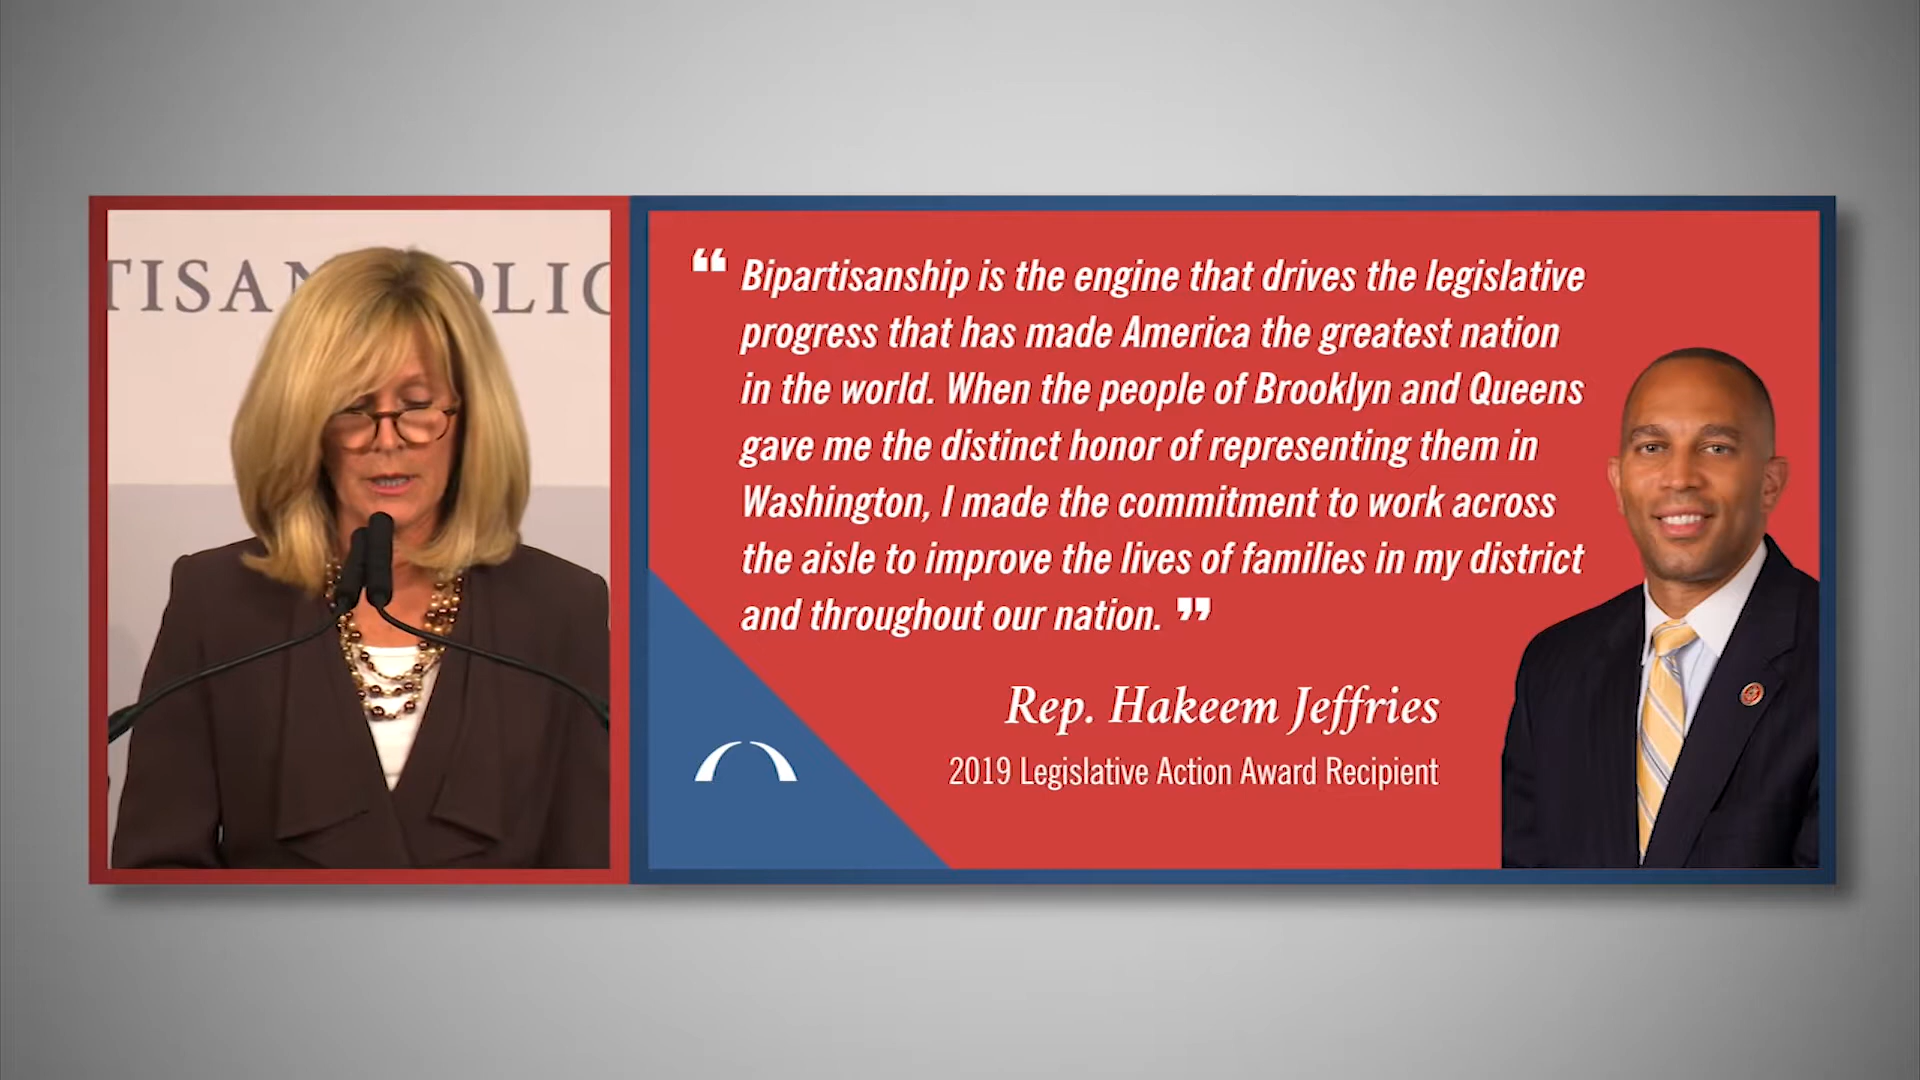 TISAN POLIC
“ Bipartisanship is the engine that drives the legislative
progress that has made America the greatest nation
in the world. When the people of Brooklyn and Queens
gave me the distinct honor of representing them in
Washington, I made the commitment to work across
the aisle to improve the lives of families in my district
and throughout our nation. ”
Rep. Hakeem Jeffries
2019 Legislative Action Award Recipient